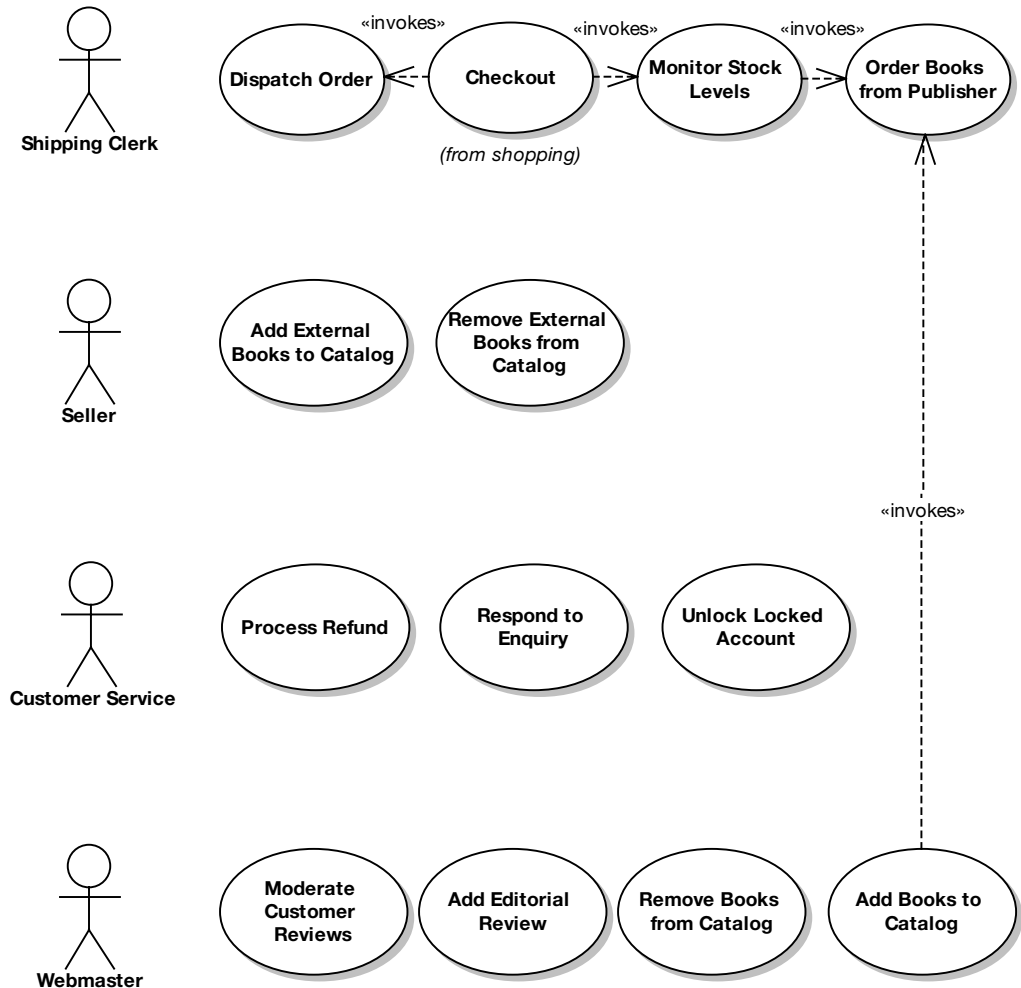 «invokes»
«invokes»
«invokes»
Dispatch Order
Checkout
Monitor Stock
Levels
Order Books
from Publisher
Shipping Clerk
(from shopping)
Add External
Books to Catalog
Remove External
Books from
Catalog
Seller
«invokes»
Process Refund
Respond to
Enquiry
Unlock Locked
Account
Customer Service
Moderate
Customer
Reviews
Add Editorial
Review
Remove Books
from Catalog
Add Books to
Catalog
Webmaster